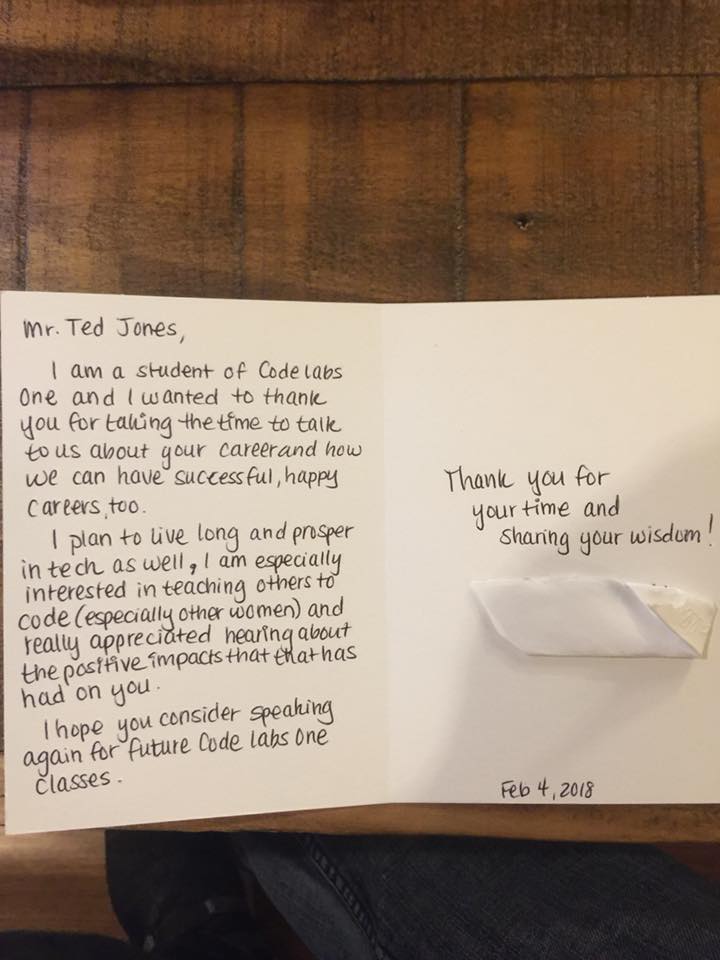 Mr. Ted Jones,
I am a student of Code labs
One and I wanted to thank
you for taking the time to talk
to us about your career and how
we can have successful, happy
careers, too.
I plan to live long and prosper
in tech as well, I am especially
interested in teaching others to
code (especially other women) and
really appreciated hearing about
the positive impacts that that has
had on you.
I hope you consider speaking
again for future Code labs One
classes.
Thank you for
your time and
sharing your wisdom!
Feb 4, 2018